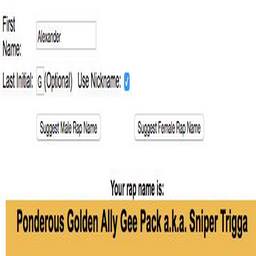 First
Name:
Alexander
Last Initial: G (Optional) Use Nickname:
Suggest Male Rap Name Suggest Female Rap Name
Your rap name is:
Ponderous Golden Ally Gee Pack a.k.a. Sniper Trigga